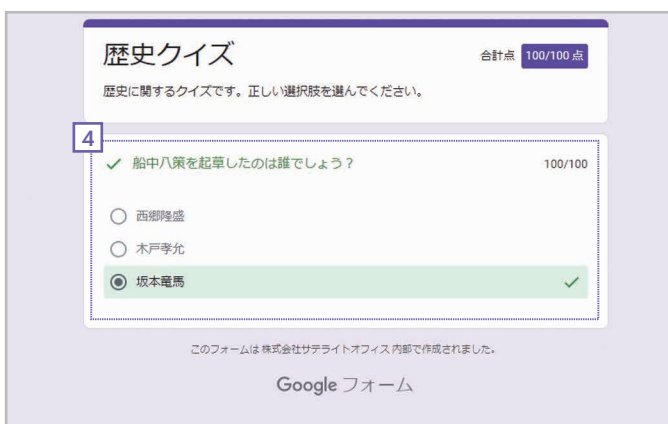 歴史クイズ
合計点 100/100 点
歴史に関するクイズです。正しい選択肢を選んでください。
4
船中八策を起草したのは誰でしょう？ 100/100
西郷隆盛
木戸孝允
坂本竜馬
このフォームは 株式会社サテライトオフィス 内部で作成されました。
Google フォーム